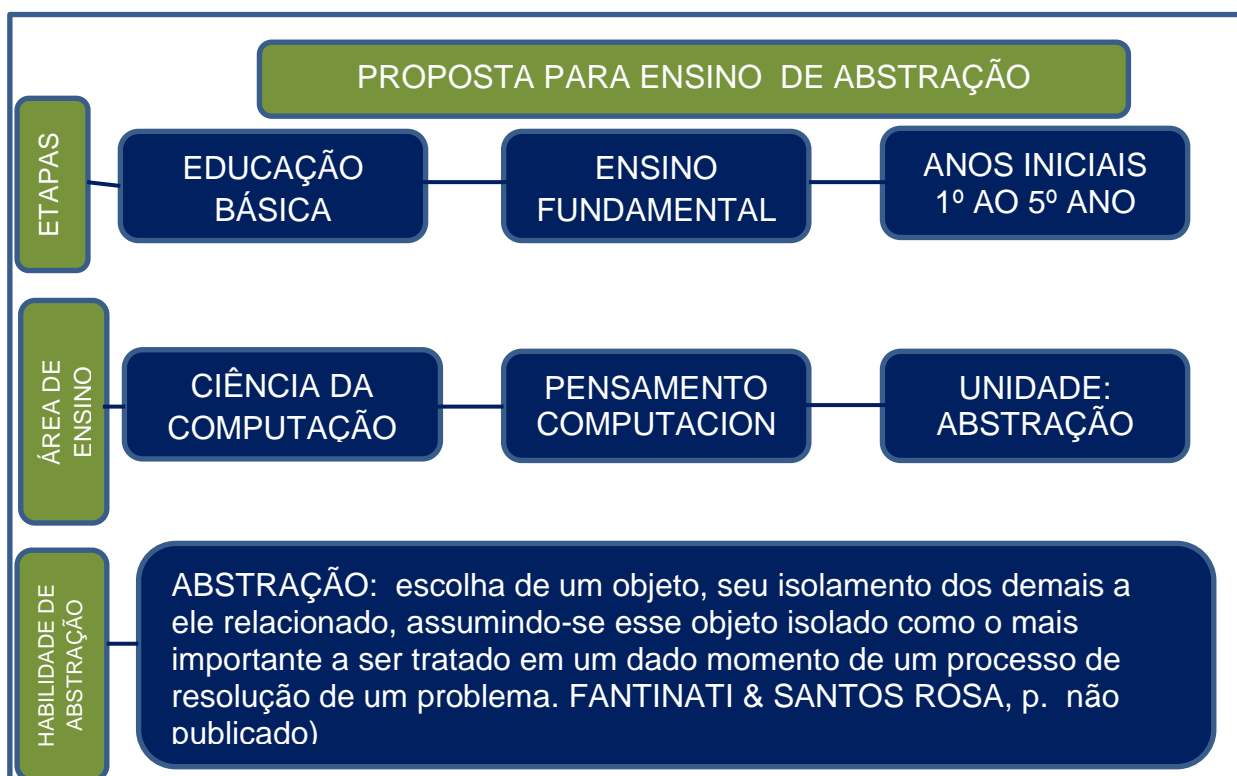 PROPOSTA PARA ENSINO DE ABSTRAÇÃO
ETAPAS
EDUCAÇÃO
BÁSICA
ENSINO
FUNDAMENTAL
ANOS INICIAIS
1º AO 5º ANO
ÁREA DE
ENSINO
CIÊNCIA DA
COMPUTAÇÃO
PENSAMENTO
COMPUTACION
UNIDADE:
ABSTRAÇÃO
HABILIDADE DE
ABSTRAÇÃO
ABSTRAÇÃO: escolha de um objeto, seu isolamento dos demais a
ele relacionado, assumindo-se esse objeto isolado como o mais
importante a ser tratado em um dado momento de um processo de
resolução de um problema. FANTINATI & SANTOS ROSA, p. não
publicado)